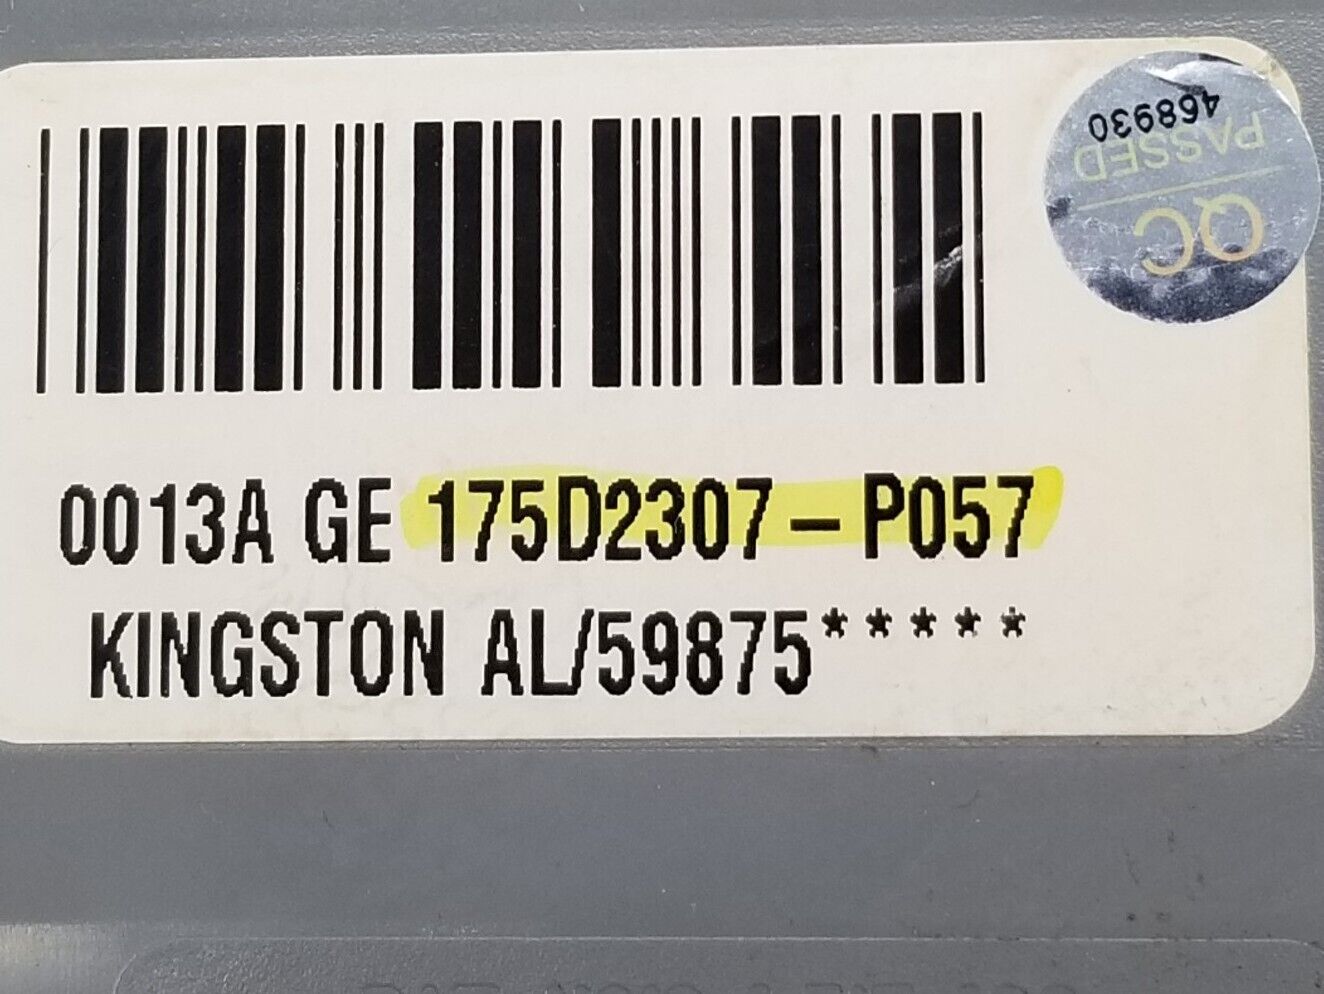 468930
QC
PASSED
0013A GE 175D2307-P057
KINGSTON AL/59875*****